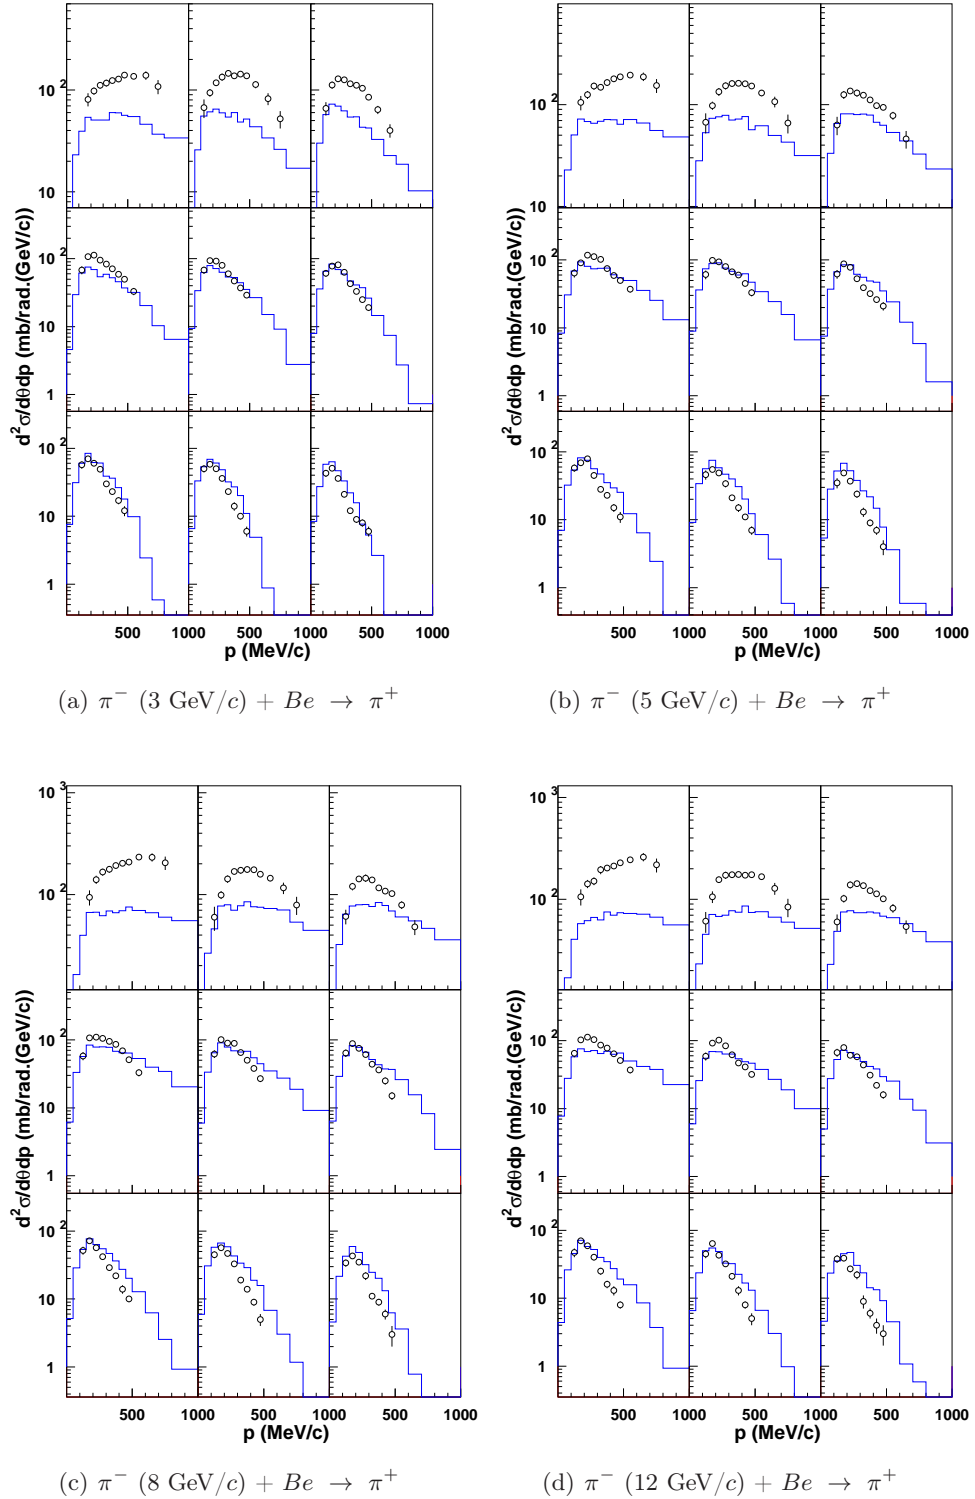 10²
10
10²
10
1
10²
10
1
d²σ/dθdp (mb/rad.(GeV/c))
500 1000 500 1000 500 1000
p (MeV/c)
(a) π⁻ (3 GeV/c) + Be → π⁺
10²
10
10²
10
1
10²
10
1
d²σ/dθdp (mb/rad.(GeV/c))
500 1000 500 1000 500 1000
p (MeV/c)
(b) π⁻ (5 GeV/c) + Be → π⁺
10³
10²
10²
10
1
10²
10
1
d²σ/dθdp (mb/rad.(GeV/c))
500 1000 500 1000 500 1000
p (MeV/c)
(c) π⁻ (8 GeV/c) + Be → π⁺
10³
10²
10²
10
1
10²
10
1
d²σ/dθdp (mb/rad.(GeV/c))
500 1000 500 1000 500 1000
p (MeV/c)
(d) π⁻ (12 GeV/c) + Be → π⁺